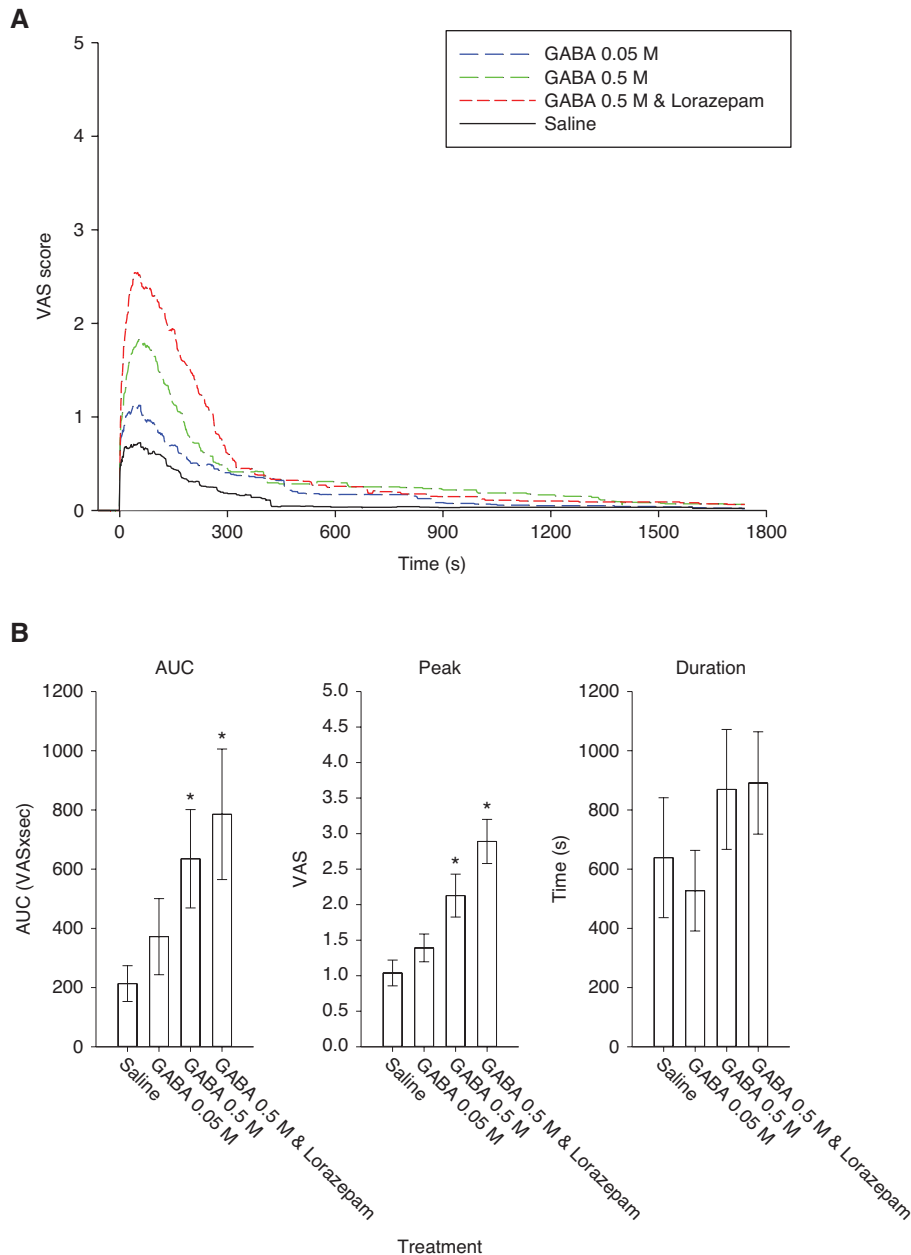 A
5
4
3
2
1
0
VAS score
GABA 0.05 M
GABA 0.5 M
GABA 0.5 M & Lorazepam
Saline
0 300 600 900 1200 1500 1800
Time (s)
B
AUC
1200
1000
800
600
400
200
0
AUC (VASxsec)
* *
Saline
GABA 0.05 M
GABA 0.5 M
GABA 0.5 M & Lorazepam
Peak
5.0
4.5
4.0
3.5
3.0
2.5
2.0
1.5
1.0
0.5
0.0
VAS
* *
Saline
GABA 0.05 M
GABA 0.5 M
GABA 0.5 M & Lorazepam
Duration
1200
1000
800
600
400
200
0
Time (s)
Saline
GABA 0.05 M
GABA 0.5 M
GABA 0.5 M & Lorazepam
Treatment